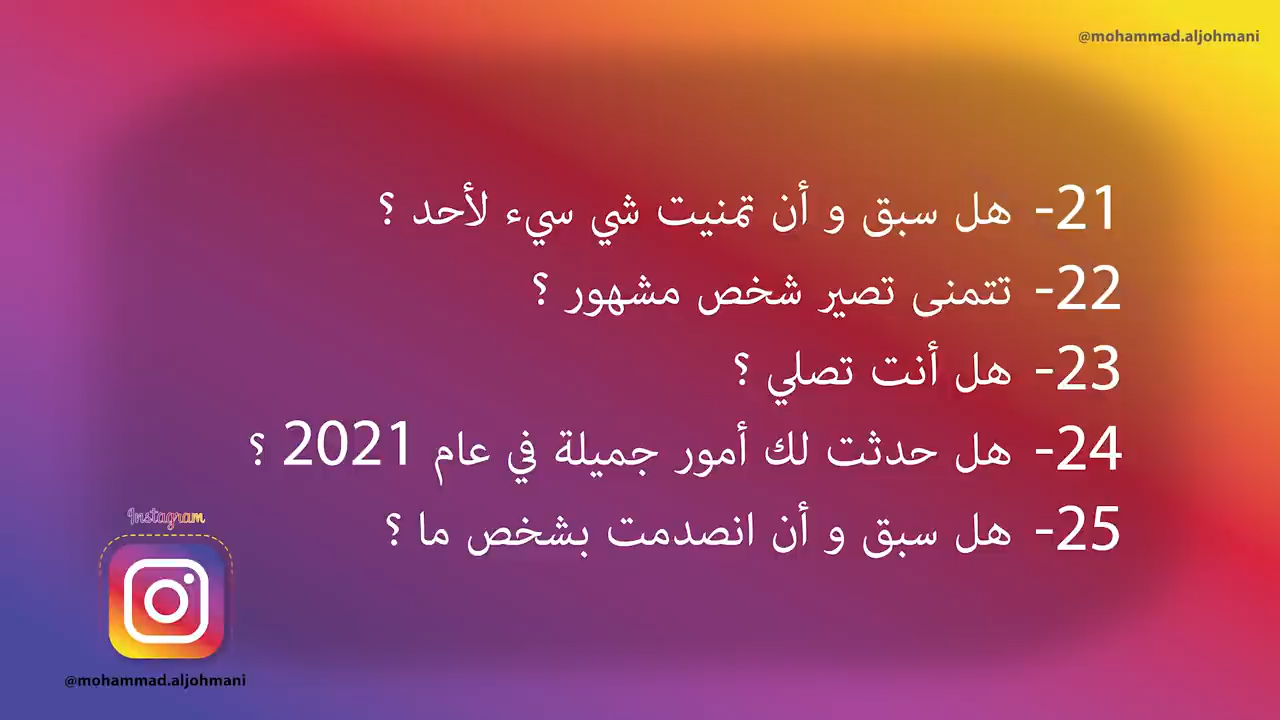 @mohammad.aljohmani
21- هل سبق و أن تمنيت شي سيء لأحد ؟
22- تتمنى تصير شخص مشهور ؟
23- هل أنت تصلي ؟
24- هل حدثت لك أمور جميلة في عام 2021 ؟
25- هل سبق و أن انصدمت بشخص ما ؟
Instagram
@mohammad.aljohmani